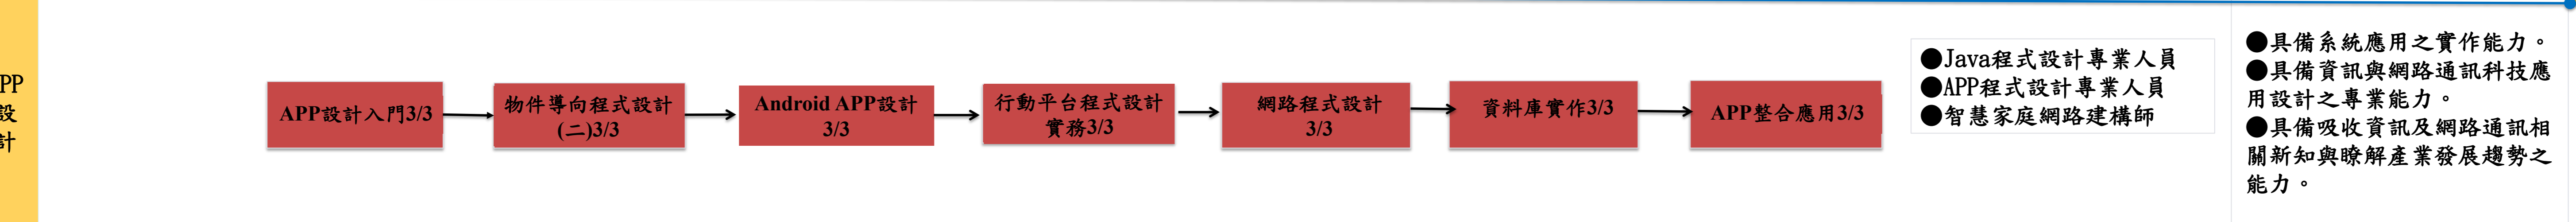 PP
設
計
APP設計入門3/3
物件導向程式設計
(二)3/3
Android APP設計
3/3
行動平台程式設計
實務3/3
網路程式設計
3/3
資料庫實作3/3
APP整合應用3/3
●Java程式設計專業人員
●APP程式設計專業人員
●智慧家庭網路建構師
●具備系統應用之實作能力。
●具備資訊與網路通訊科技應
用設計之專業能力。
●具備吸收資訊及網路通訊相
關新知與瞭解產業發展趨勢之
能力。